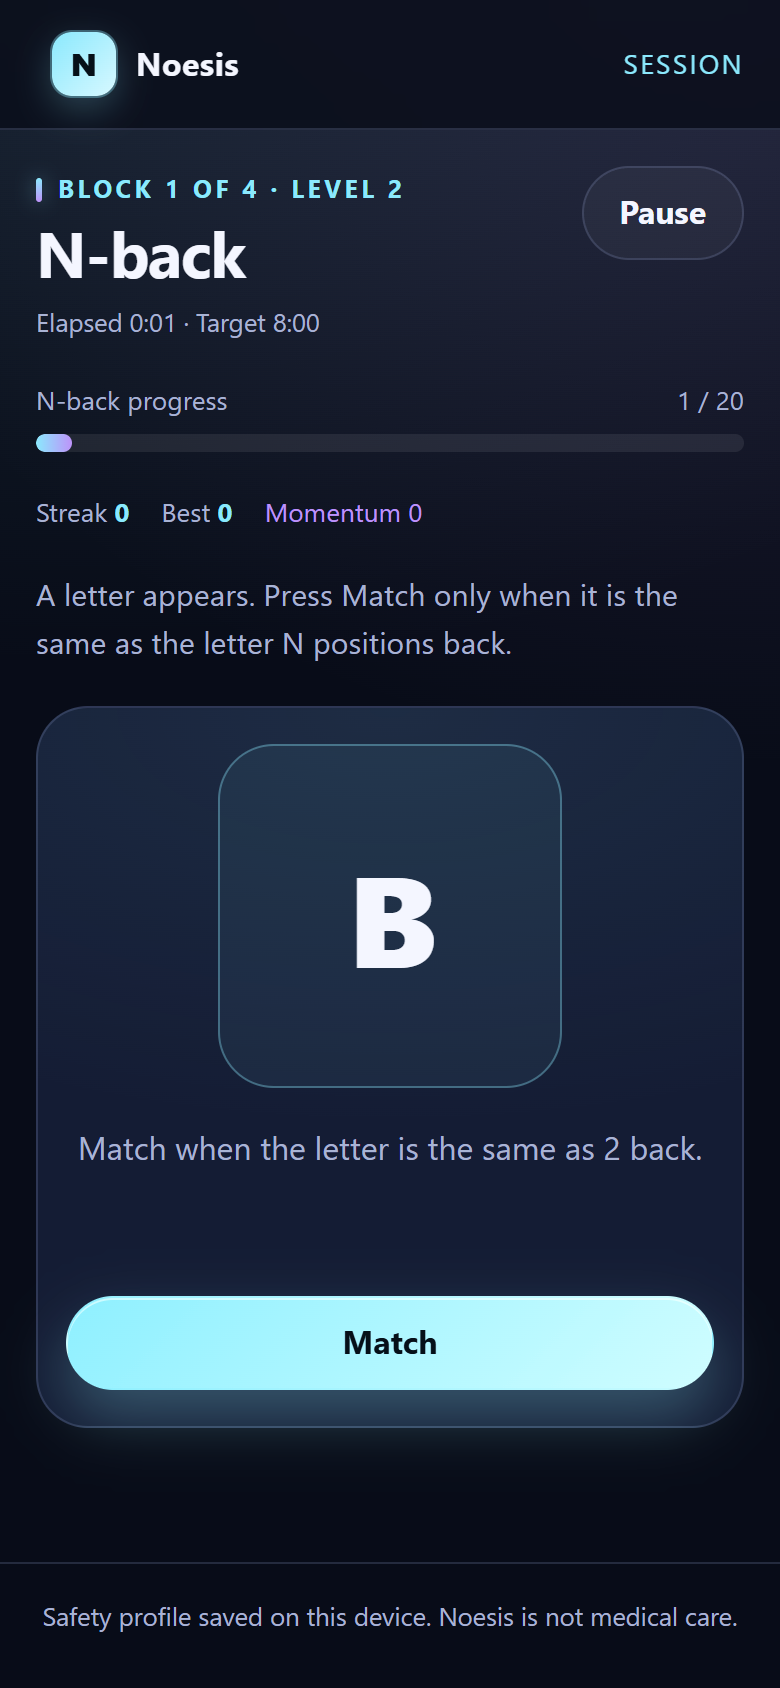 N Noesis SESSION
BLOCK 1 OF 4 · LEVEL 2
Pause
N-back
Elapsed 0:01 · Target 8:00
N-back progress 1 / 20
Streak 0 Best 0 Momentum 0
A letter appears. Press Match only when it is the
same as the letter N positions back.
B
Match when the letter is the same as 2 back.
Match
Safety profile saved on this device. Noesis is not medical care.